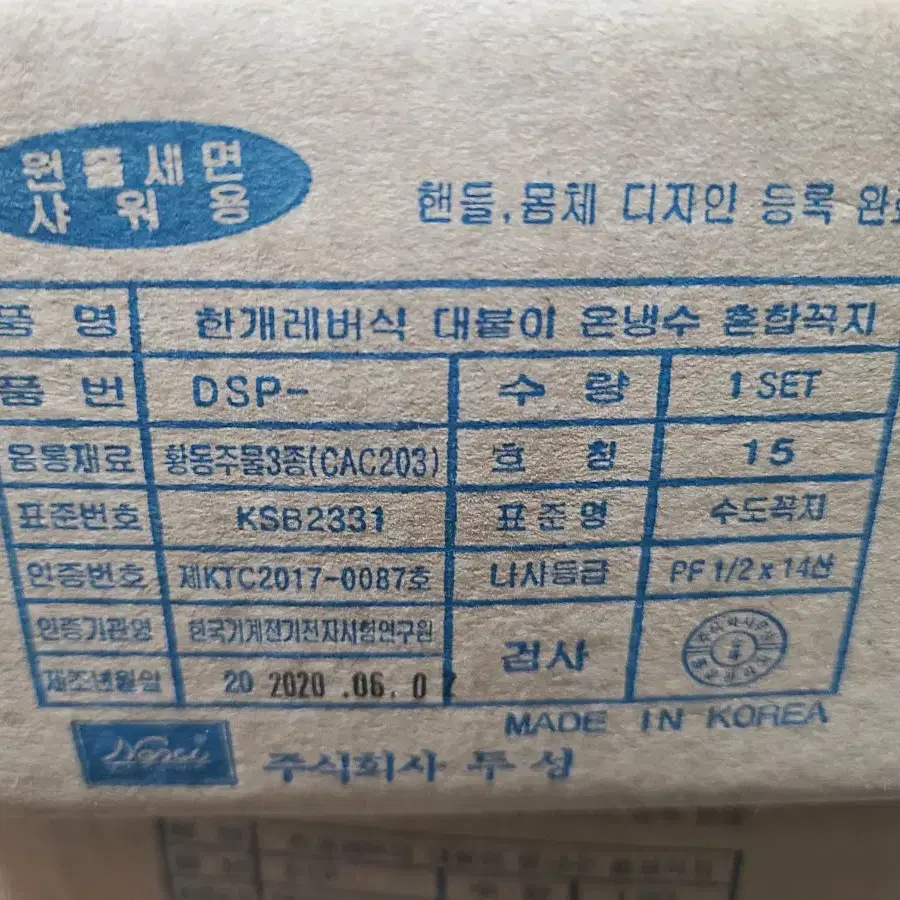 원홀세면
샤워용
핸들,몸체 디자인 등록 완료
품명 한개레버식 대붙이 온냉수 혼합꼭지
품번 DSP- 수량 1 SET
몸통재료 황동주물3종(CAC203) 호칭 15
표준번호 KSB2331 표준명 수도꼭지
인증번호 제KTC2017-0087호 나사등급 PF 1/2 x 14산
인증기관명 한국기계전기전자시험연구원 검사
제조년월일 20 2020 .06. 0
MADE IN KOREA
주식회사 두성